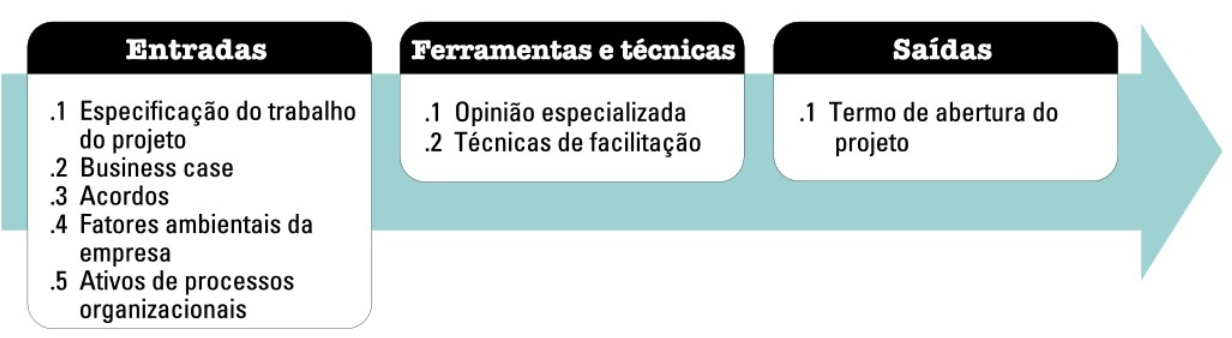 Entradas
.1 Especificação do trabalho
do projeto
.2 Business case
.3 Acordos
.4 Fatores ambientais da
empresa
.5 Ativos de processos
organizacionais
Ferramentas e técnicas
.1 Opinião especializada
.2 Técnicas de facilitação
Saídas
.1 Termo de abertura do
projeto